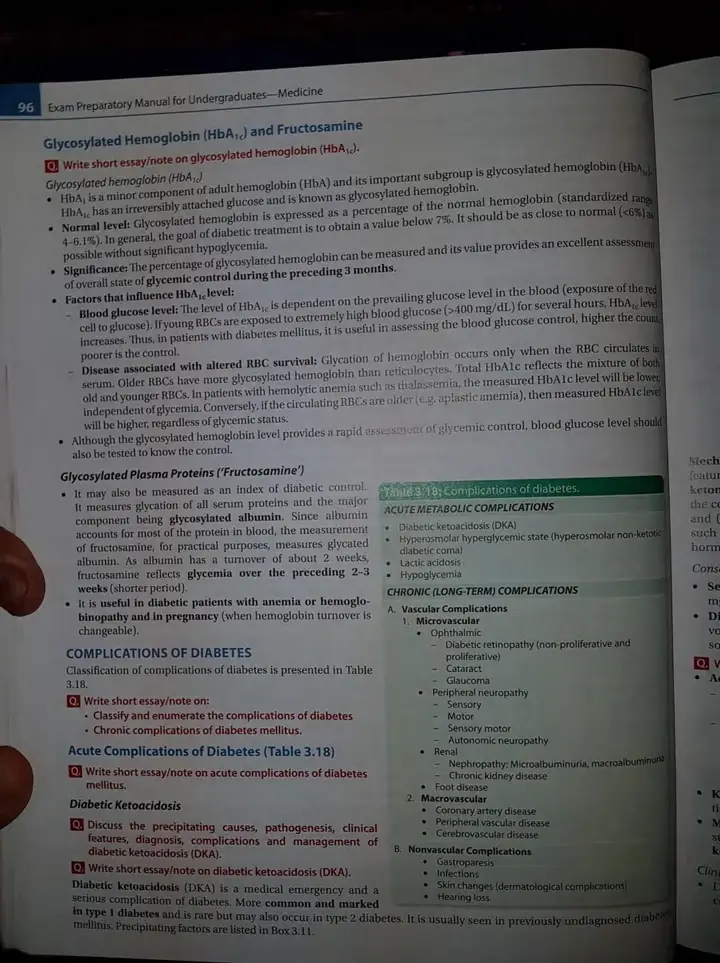 96 Exam Preparatory Manual for Undergraduates—Medicine
Glycosylated Hemoglobin (HbA1c) and Fructosamine
Q. Write short essay/note on glycosylated hemoglobin (HbA1c).
Glycosylated hemoglobin (HbA1c)
• HbA1 is a minor component of adult hemoglobin (HbA) and its important subgroup is glycosylated hemoglobin (HbA1c).
HbA1c has an irreversibly attached glucose and is known as glycosylated hemoglobin.
• Normal level: Glycosylated hemoglobin is expressed as a percentage of the normal hemoglobin (standardized range
4–6.1%). In general, the goal of diabetic treatment is to obtain a value below 7%. It should be as close to normal (<6%) as
possible without significant hypoglycemia.
• Significance: The percentage of glycosylated hemoglobin can be measured and its value provides an excellent assessment
of overall state of glycemic control during the preceding 3 months.
• Factors that influence HbA1c level:
– Blood glucose level: The level of HbA1c is dependent on the prevailing glucose level in the blood (exposure of the red
cell to glucose). If young RBCs are exposed to extremely high blood glucose (>400 mg/dL) for several hours, HbA1c level
increases. Thus, in patients with diabetes mellitus, it is useful in assessing the blood glucose control, higher the count,
poorer is the control.
– Disease associated with altered RBC survival: Glycation of hemoglobin occurs only when the RBC circulates in
serum. Older RBCs have more glycosylated hemoglobin than reticulocytes. Total HbA1c reflects the mixture of both
old and younger RBCs. In patients with hemolytic anemia such as thalassemia, the measured HbA1c level will be lower,
independent of glycemia. Conversely, if the circulating RBCs are older (e.g. aplastic anemia), then measured HbA1c level
will be higher, regardless of glycemic status.
• Although the glycosylated hemoglobin level provides a rapid assessment of glycemic control, blood glucose level should
also be tested to know the control.
Glycosylated Plasma Proteins ('Fructosamine')
• It may also be measured as an index of diabetic control.
It measures glycation of all serum proteins and the major
component being glycosylated albumin. Since albumin
accounts for most of the protein in blood, the measurement
of fructosamine, for practical purposes, measures glycated
albumin. As albumin has a turnover of about 2 weeks,
fructosamine reflects glycemia over the preceding 2–3
weeks (shorter period).
• It is useful in diabetic patients with anemia or hemoglo-
binopathy and in pregnancy (when hemoglobin turnover is
changeable).
COMPLICATIONS OF DIABETES
Classification of complications of diabetes is presented in Table
3.18.
Q. Write short essay/note on:
• Classify and enumerate the complications of diabetes
• Chronic complications of diabetes mellitus.
Acute Complications of Diabetes (Table 3.18)
Q. Write short essay/note on acute complications of diabetes
mellitus.
Diabetic Ketoacidosis
Q. Discuss the precipitating causes, pathogenesis, clinical
features, diagnosis, complications and management of
diabetic ketoacidosis (DKA).
Q. Write short essay/note on diabetic ketoacidosis (DKA).
Diabetic ketoacidosis (DKA) is a medical emergency and a
serious complication of diabetes. More common and marked
in type 1 diabetes and is rare but may also occur in type 2 diabetes. It is usually seen in previously undiagnosed diabetes
mellitus. Precipitating factors are listed in Box 3.11.
Table 3.18: Complications of diabetes.
ACUTE METABOLIC COMPLICATIONS
• Diabetic ketoacidosis (DKA)
• Hyperosmolar hyperglycemic state (hyperosmolar non-ketotic
diabetic coma)
• Lactic acidosis
• Hypoglycemia
CHRONIC (LONG-TERM) COMPLICATIONS
A. Vascular Complications
1. Microvascular
• Ophthalmic
– Diabetic retinopathy (non-proliferative and
proliferative)
– Cataract
– Glaucoma
• Peripheral neuropathy
– Sensory
– Motor
– Sensory motor
– Autonomic neuropathy
• Renal
– Nephropathy: Microalbuminuria, macroalbuminuria
– Chronic kidney disease
• Foot disease
2. Macrovascular
• Coronary artery disease
• Peripheral vascular disease
• Cerebrovascular disease
B. Nonvascular Complications
• Gastroparesis
• Infections
• Skin changes (dermatological complications)
• Hearing loss
Mech
featur
keton
the co
and (
such
horm
Cons
• Se
• Di
vo
so
Q. V
• K
• M
Clini